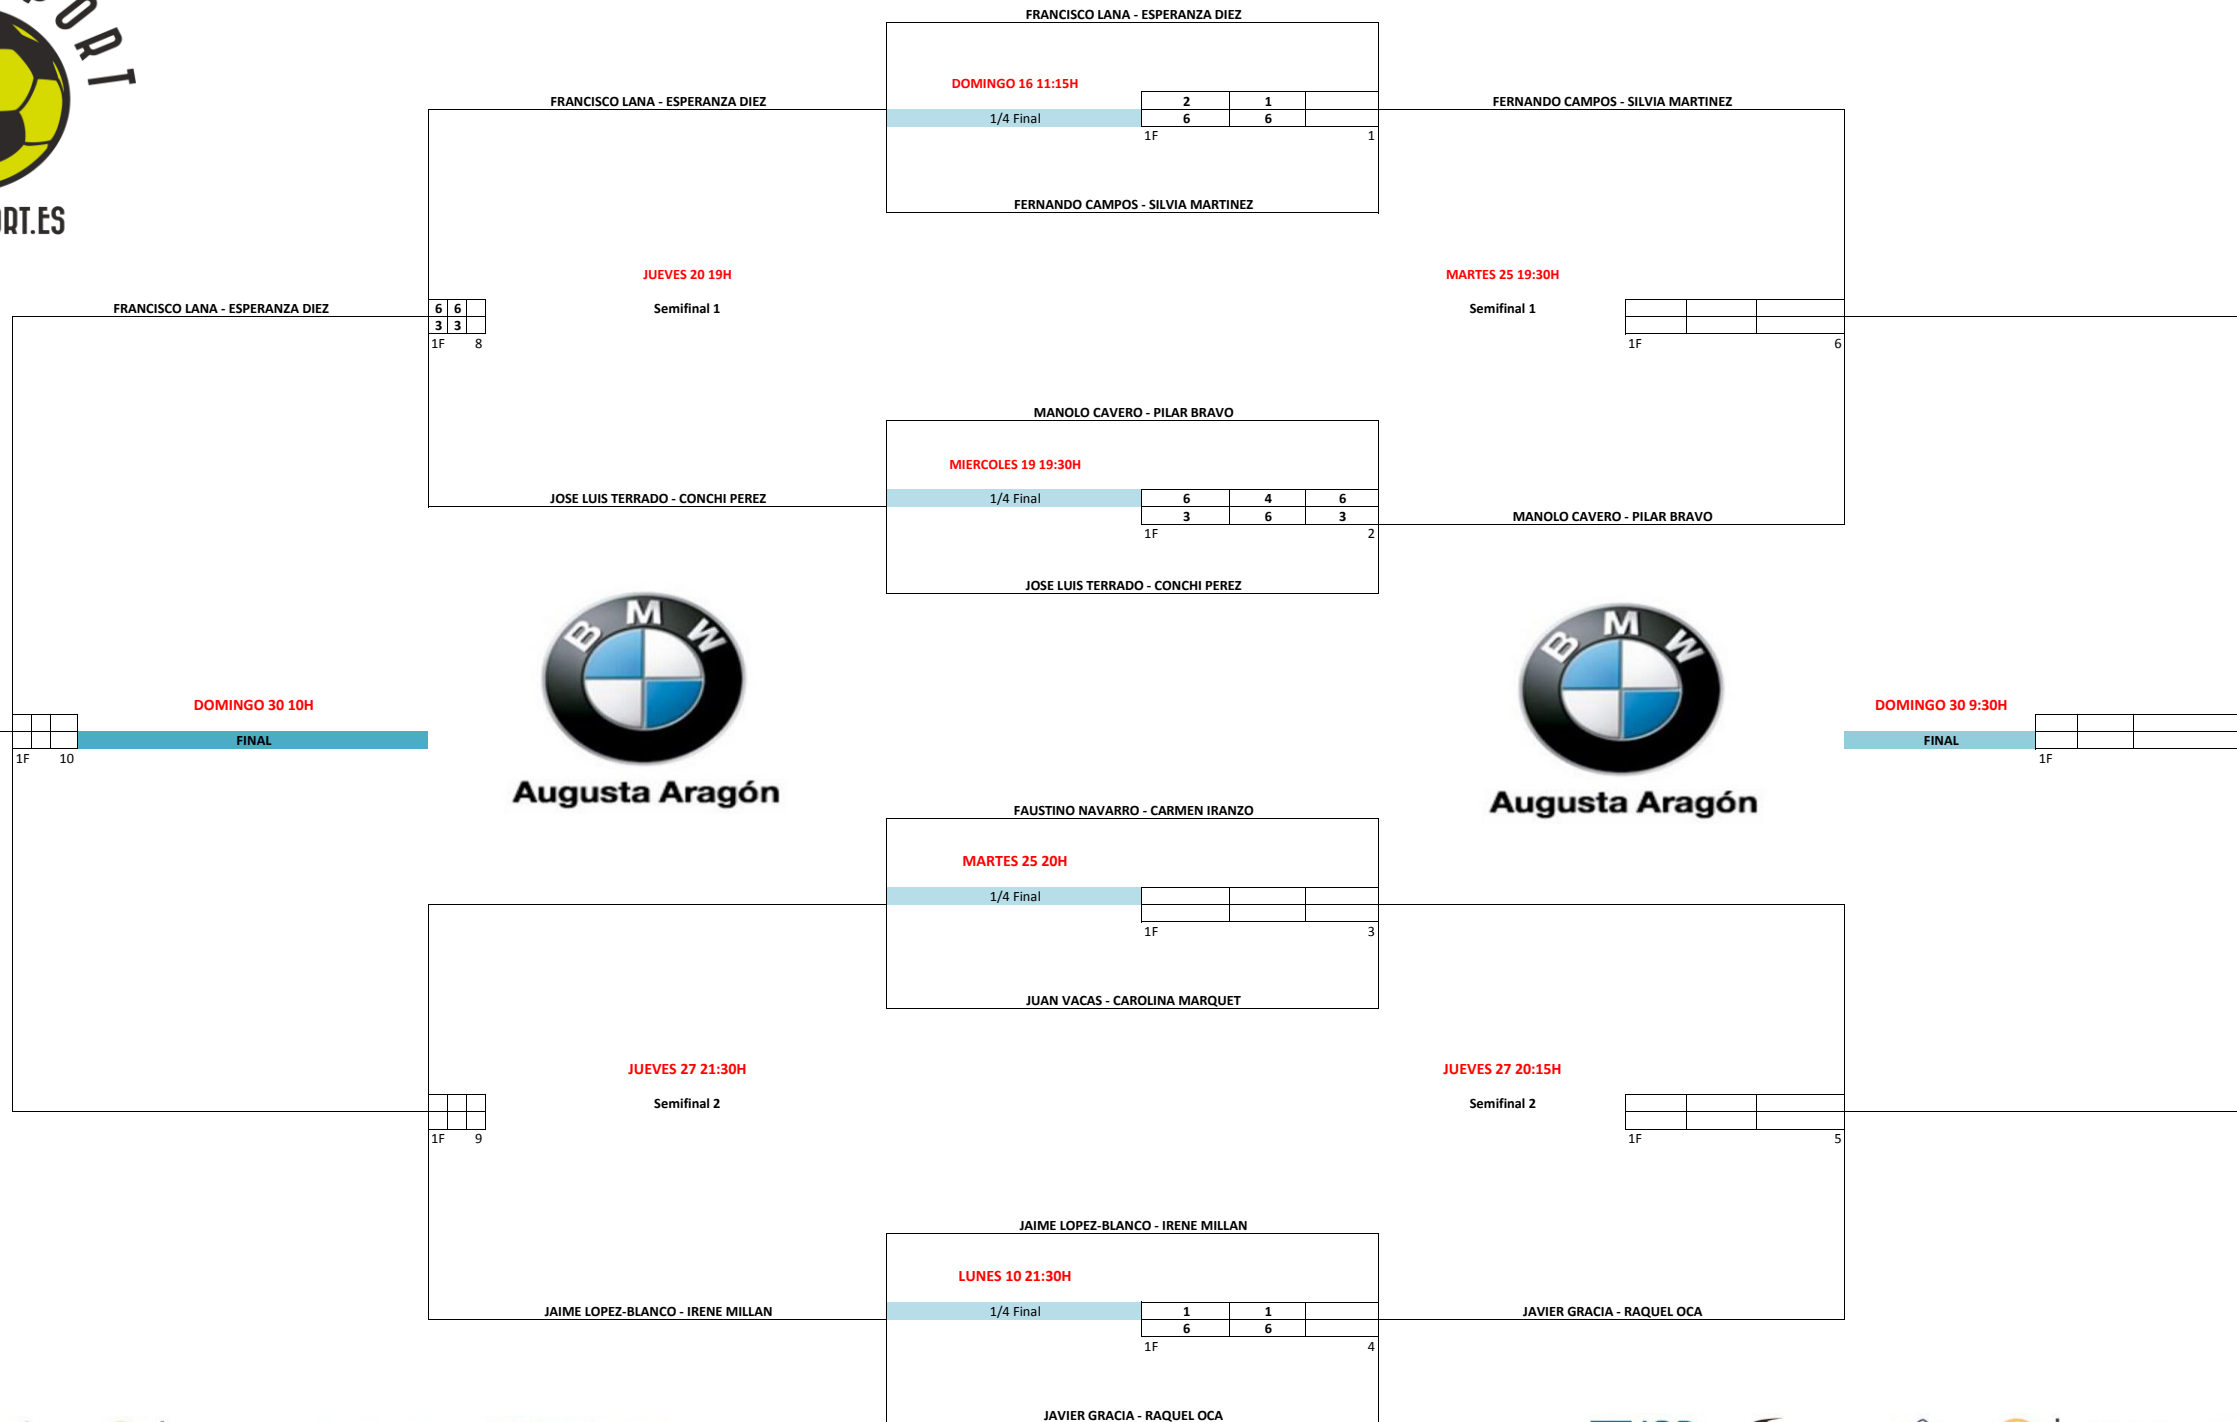 FRANCISCO LANA - ESPERANZA DIEZ
DOMINGO 16 11:15H
FRANCISCO LANA - ESPERANZA DIEZ
2 1
FERNANDO CAMPOS - SILVIA MARTINEZ
1/4 Final
6 6
1F 1
FERNANDO CAMPOS - SILVIA MARTINEZ
ORT.ES
JUEVES 20 19H
MARTES 25 19:30H
FRANCISCO LANA - ESPERANZA DIEZ
6 6
Semifinal 1
Semifinal 1
3 3
1F 8
1F 6
MANOLO CAVERO - PILAR BRAVO
MIERCOLES 19 19:30H
JOSE LUIS TERRADO - CONCHI PEREZ
1/4 Final
6 4 6
3 6 3
MANOLO CAVERO - PILAR BRAVO
1F 2
JOSE LUIS TERRADO - CONCHI PEREZ
BMW
BMW
DOMINGO 30 10H
DOMINGO 30 9:30H
FINAL
FINAL
1F 10
1F
Augusta Aragón
Augusta Aragón
FAUSTINO NAVARRO - CARMEN IRANZO
MARTES 25 20H
1/4 Final
1F 3
JUAN VACAS - CAROLINA MARQUET
JUEVES 27 21:30H
JUEVES 27 20:15H
Semifinal 2
Semifinal 2
1F 9
1F 5
JAIME LOPEZ-BLANCO - IRENE MILLAN
LUNES 10 21:30H
JAIME LOPEZ-BLANCO - IRENE MILLAN
1/4 Final
1 1
JAVIER GRACIA - RAQUEL OCA
6 6
1F 4
JAVIER GRACIA - RAQUEL OCA